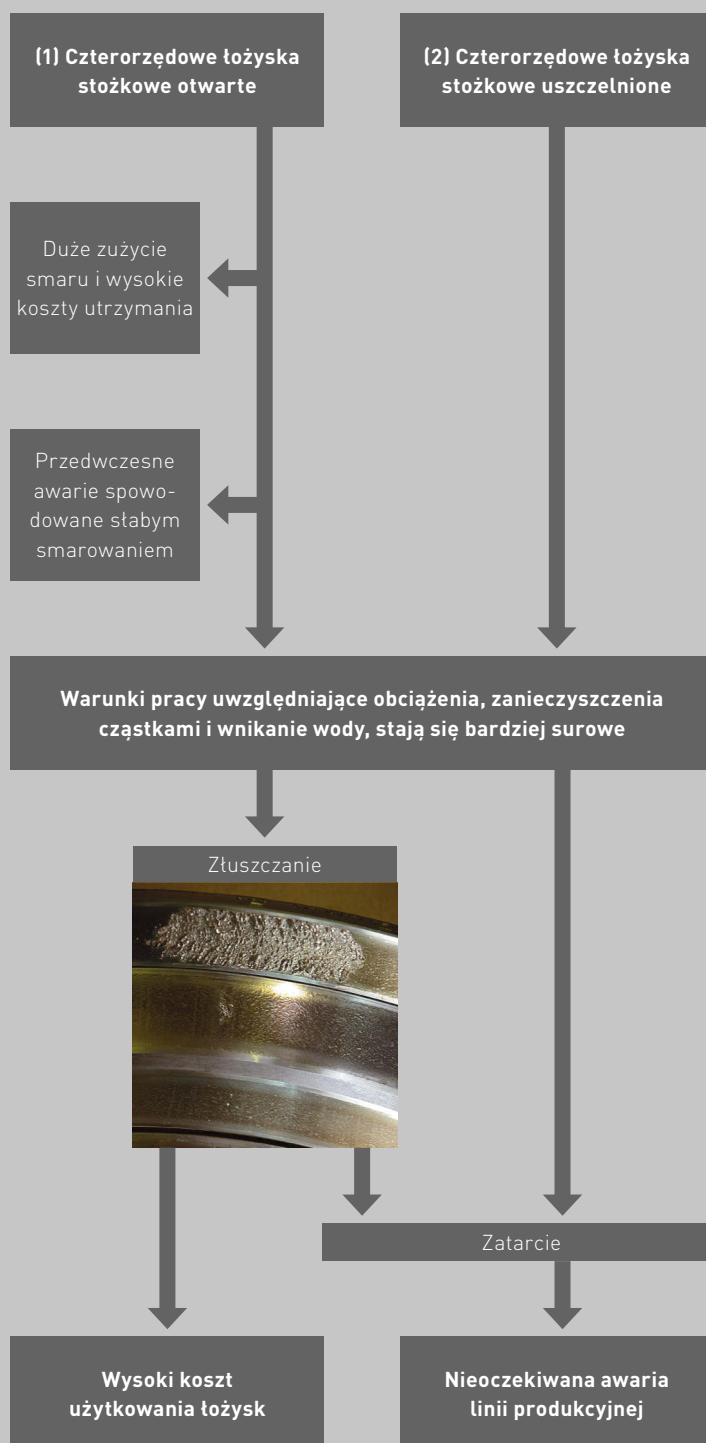 (1) Czterorzędowe łożyska
stożkowe otwarte
(2) Czterorzędowe łożyska
stożkowe uszczelnione
Duże zużycie
smaru i wysokie
koszty utrzymania
Przedwczesne
awarie spowo-
dowane słabym
smarowaniem
Warunki pracy uwzględniające obciążenia, zanieczyszczenia
cząstkami i wnikanie wody, stają się bardziej surowe
Złuszczanie
Zatarcie
Wysoki koszt
użytkowania łożysk
Nieoczekiwana awaria
linii produkcyjnej